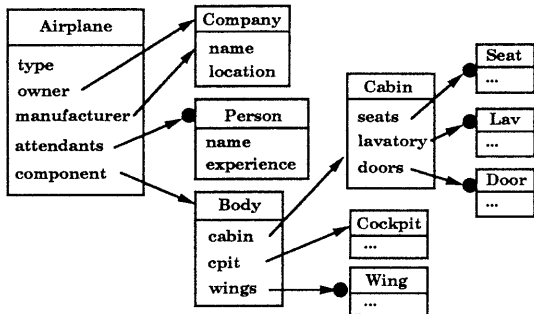 Airplane
type
owner
manufacturer
attendants
component
Company
name
location
Person
name
experience
Body
cabin
cpit
wings
Cabin
seats
lavatory
doors
Seat
...
Lav
...
Door
...
Cockpit
...
Wing
...